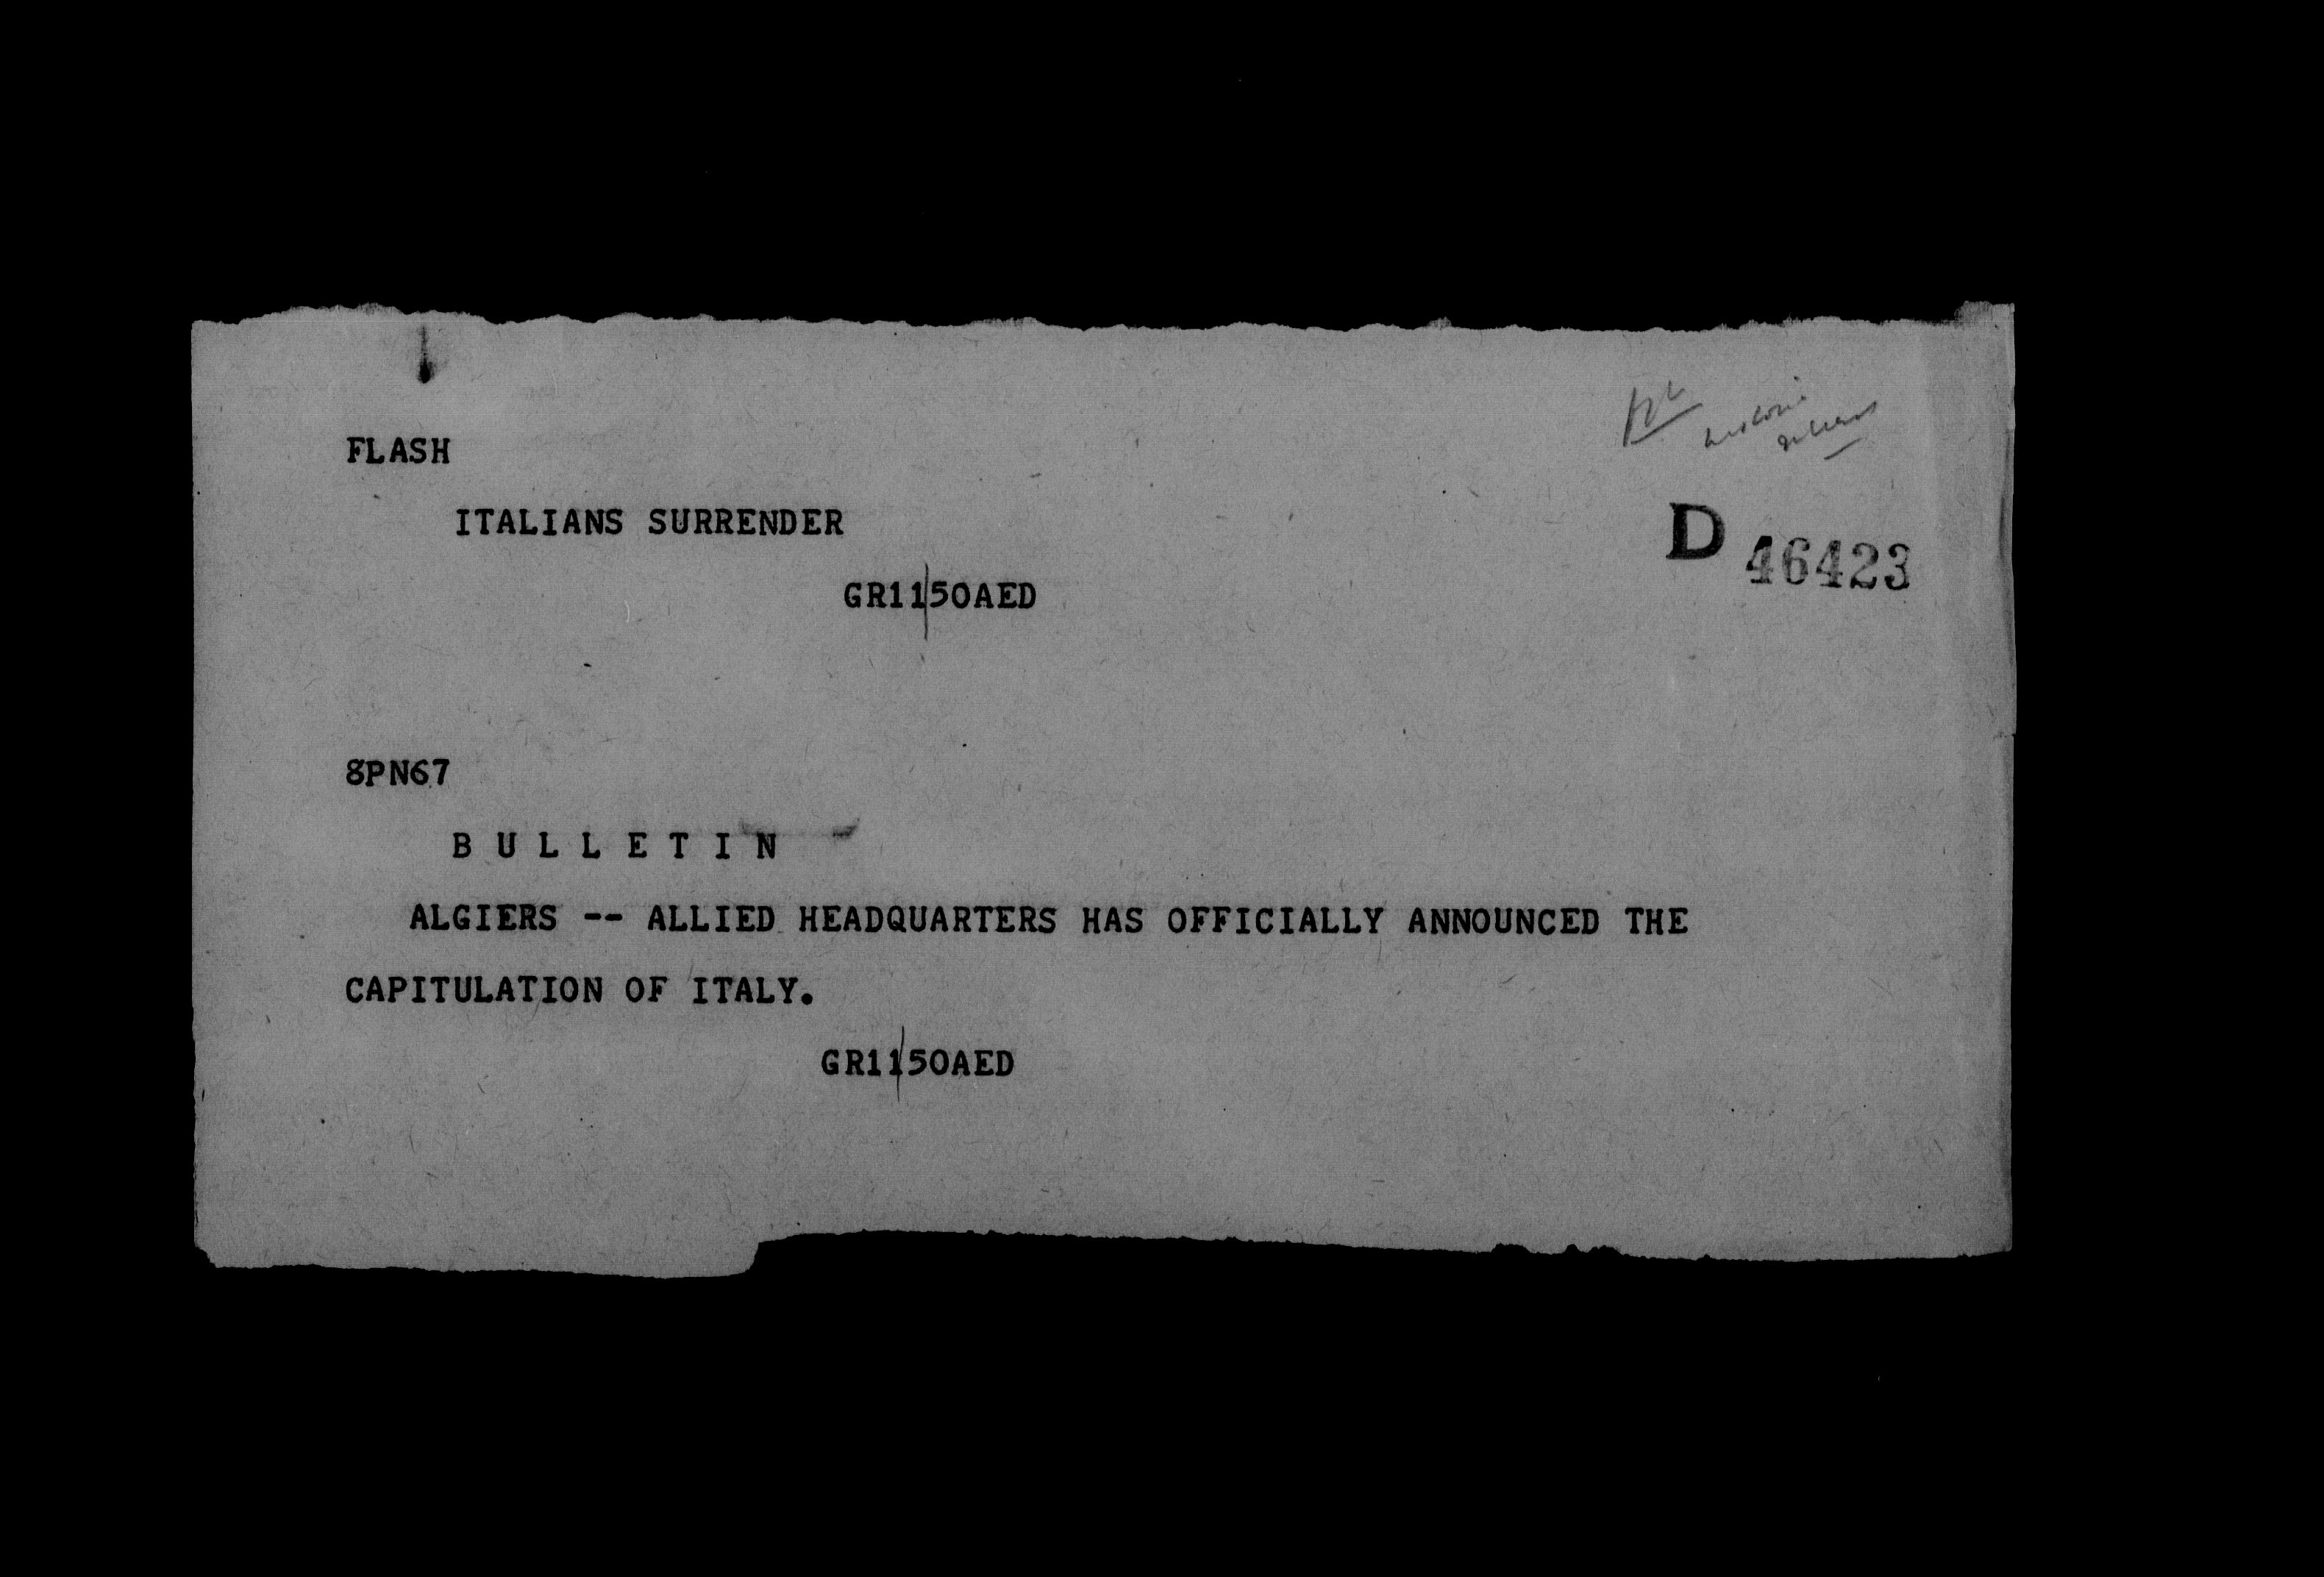 FLASH
ITALIANS SURRENDER
D 46423
GR1150AED
8PN67
B U L L E T I N
ALGIERS -- ALLIED HEADQUARTERS HAS OFFICIALLY ANNOUNCED THE
CAPITULATION OF ITALY.
GR1150AED